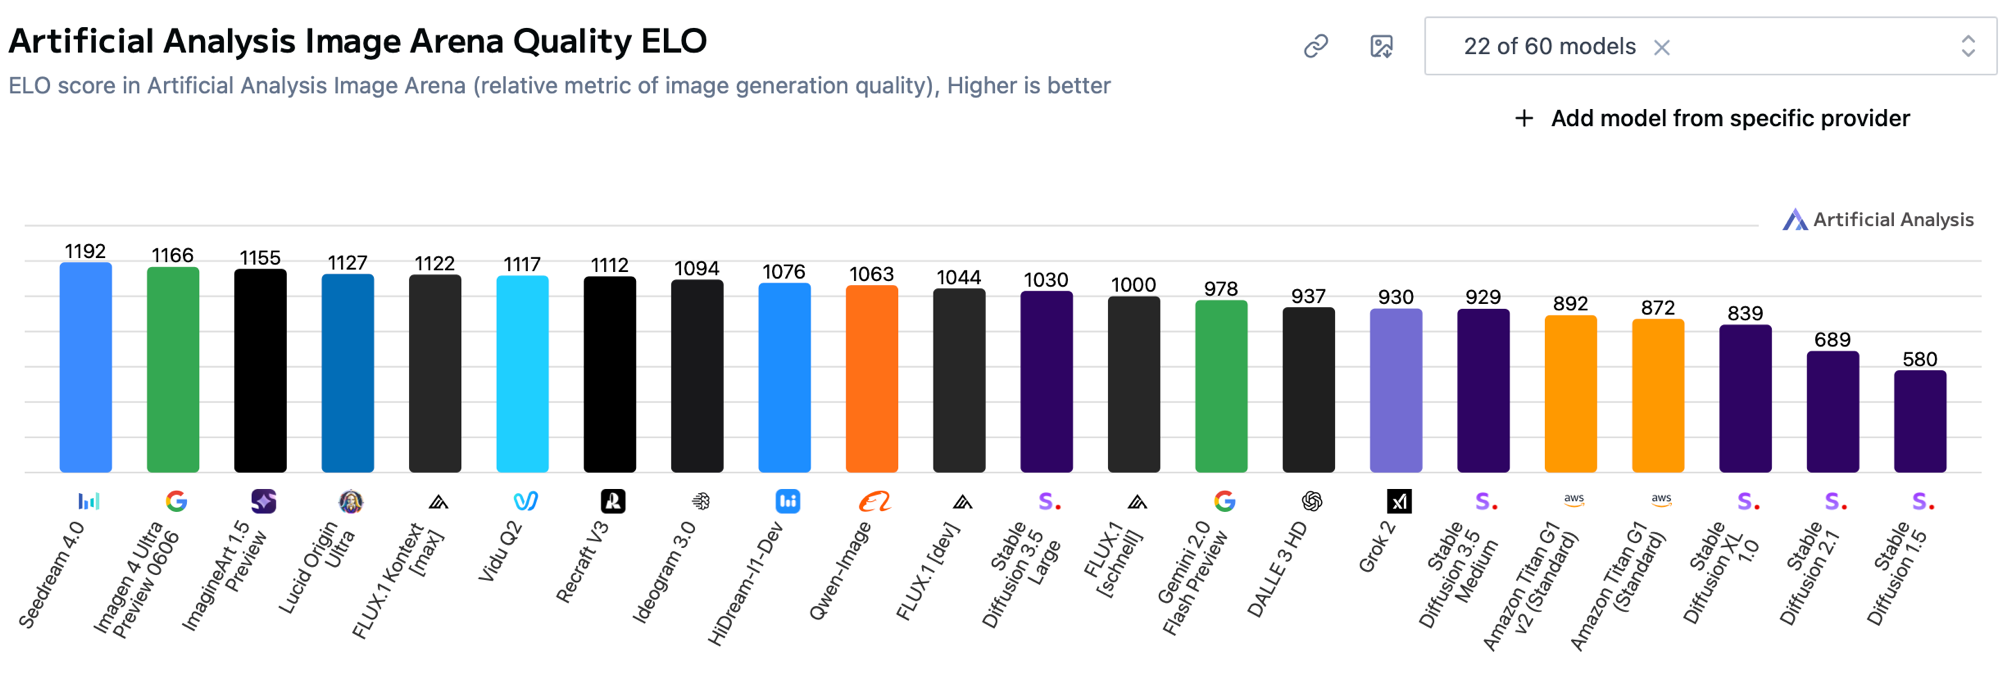 Artificial Analysis Image Arena Quality ELO
ELO score in Artificial Analysis Image Arena (relative metric of image generation quality), Higher is better
22 of 60 models
Add model from specific provider
Artificial Analysis
1192
1166
1155
1127
1122
1117
1112
1094
1076
1063
1044
1030
1000
978
937
930
929
892
872
839
689
580
aws
aws
Seedream 4.0
Imagen 4 Ultra
Preview 0606
ImagineArt 1.5
Preview
Lucid Origin
Ultra
FLUX.1 Kontext
[max]
Vidu Q2
Recraft V3
Ideogram 3.0
HiDream-I1-Dev
Qwen-Image
FLUX.1 [dev]
Stable
Diffusion 3.5
Large
FLUX.1
[schnell]
Gemini 2.0
Flash Preview
DALLE 3 HD
Grok 2
Stable
Diffusion 3.5
Medium
Amazon Titan G1
v2 (Standard)
Amazon Titan G1
(Standard)
Stable
Diffusion XL
1.0
Stable
Diffusion 2.1
Stable
Diffusion 1.5